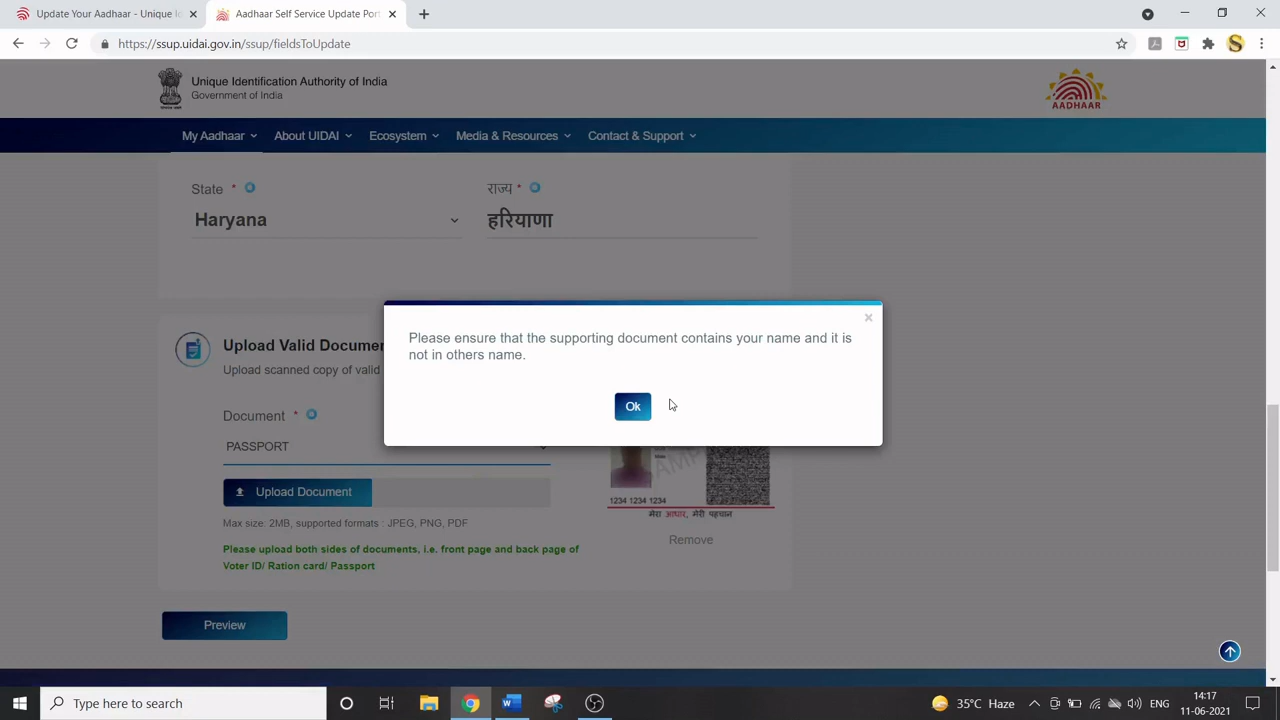 Update Your Aadhaar - Unique Id
Aadhaar Self Service Update Port
https://ssup.uidai.gov.in/ssup/fieldsToUpdate
Unique Identification Authority of India
Government of India
AADHAAR
My Aadhaar
About UIDAI
Ecosystem
Media & Resources
Contact & Support
State *
राज्य *
Haryana
हरियाणा
Please ensure that the supporting document contains your name and it is
not in others name.
Ok
Upload Valid Documen
Upload scanned copy of valid
Document *
PASSPORT
Upload Document
Max size: 2MB, supported formats : JPEG, PNG, PDF
Please upload both sides of documents, i.e. front page and back page of
Voter ID/ Ration card/ Passport
1234 1234 1234
मेरा आधार, मेरी पहचान
Remove
Preview
Type here to search
35°C Haze
ENG
14:17
11-06-2021